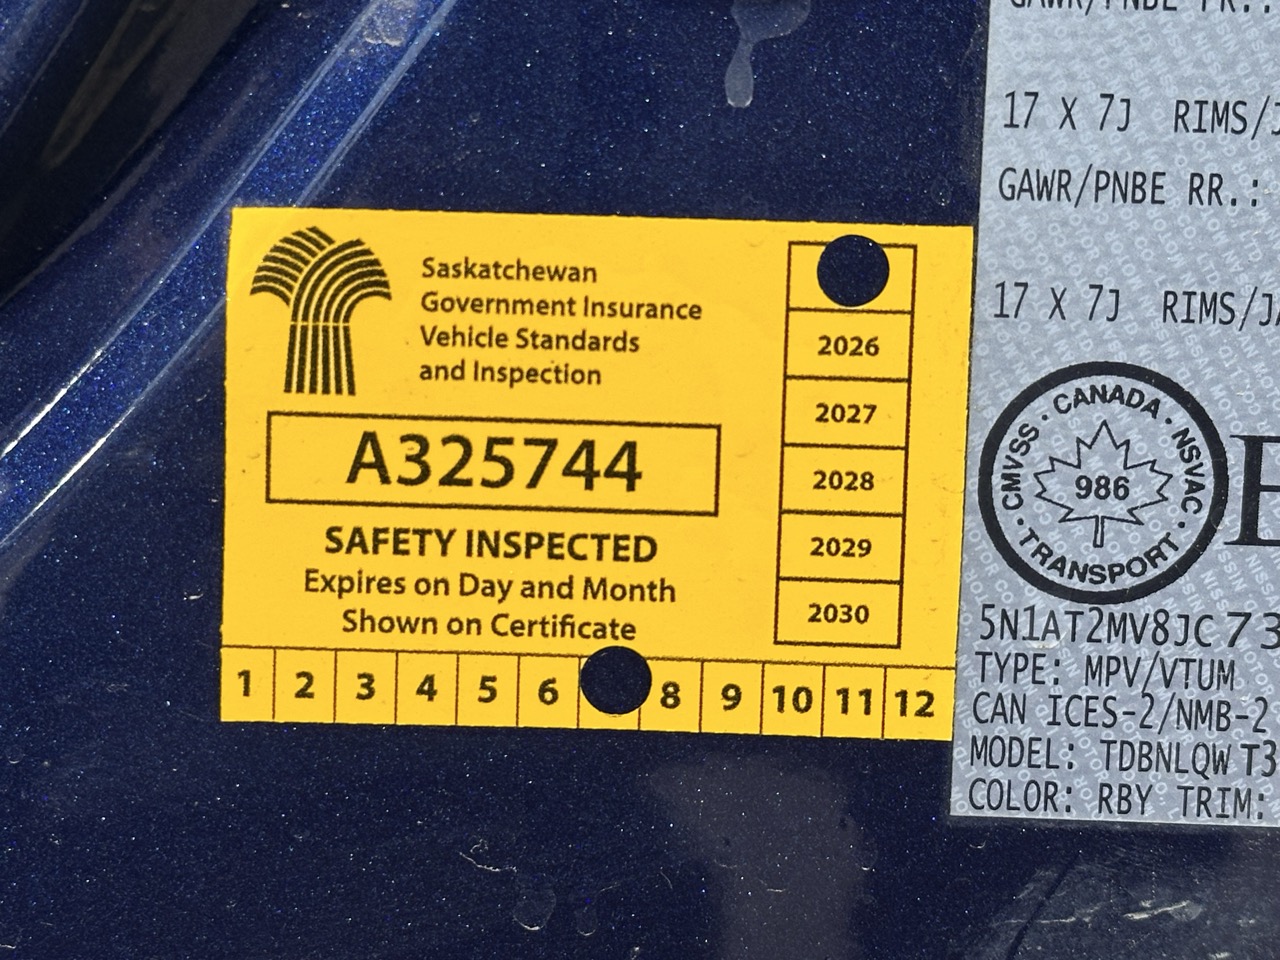 Saskatchewan
Government Insurance
Vehicle Standards
and Inspection
A325744
SAFETY INSPECTED
Expires on Day and Month
Shown on Certificate
1 2 3 4 5 6 8 9 10 11 12
2026
2027
2028
2029
2030
17 X 7J RIMS/J
GAWR/PNBE RR.:
17 X 7J RIMS/JA
CANADA · NSVAC · TRANSPORT · CMVSS ·
986
E
5N1AT2MV8JC73
TYPE: MPV/VTUM
CAN ICES-2/NMB-2
MODEL: TDBNLQW T3
COLOR: RBY TRIM: